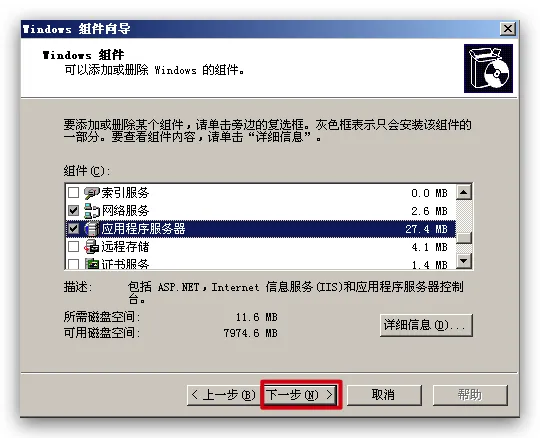 Windows 组件向导
Windows 组件
可以添加或删除 Windows 的组件。
要添加或删除某个组件，请单击旁边的复选框。灰色框表示只会安装该组件的
一部分。要查看组件内容，请单击“详细信息”。
组件(C):
索引服务 0.0 MB
网络服务 2.6 MB
应用程序服务器 27.4 MB
远程存储 4.1 MB
证书服务 1.4 MB
描述: 包括 ASP.NET，Internet 信息服务(IIS)和应用程序服务器控制
台。
所需磁盘空间: 11.6 MB
可用磁盘空间: 7974.6 MB
详细信息(D)...
< 上一步(B) 下一步(N) > 取消 帮助